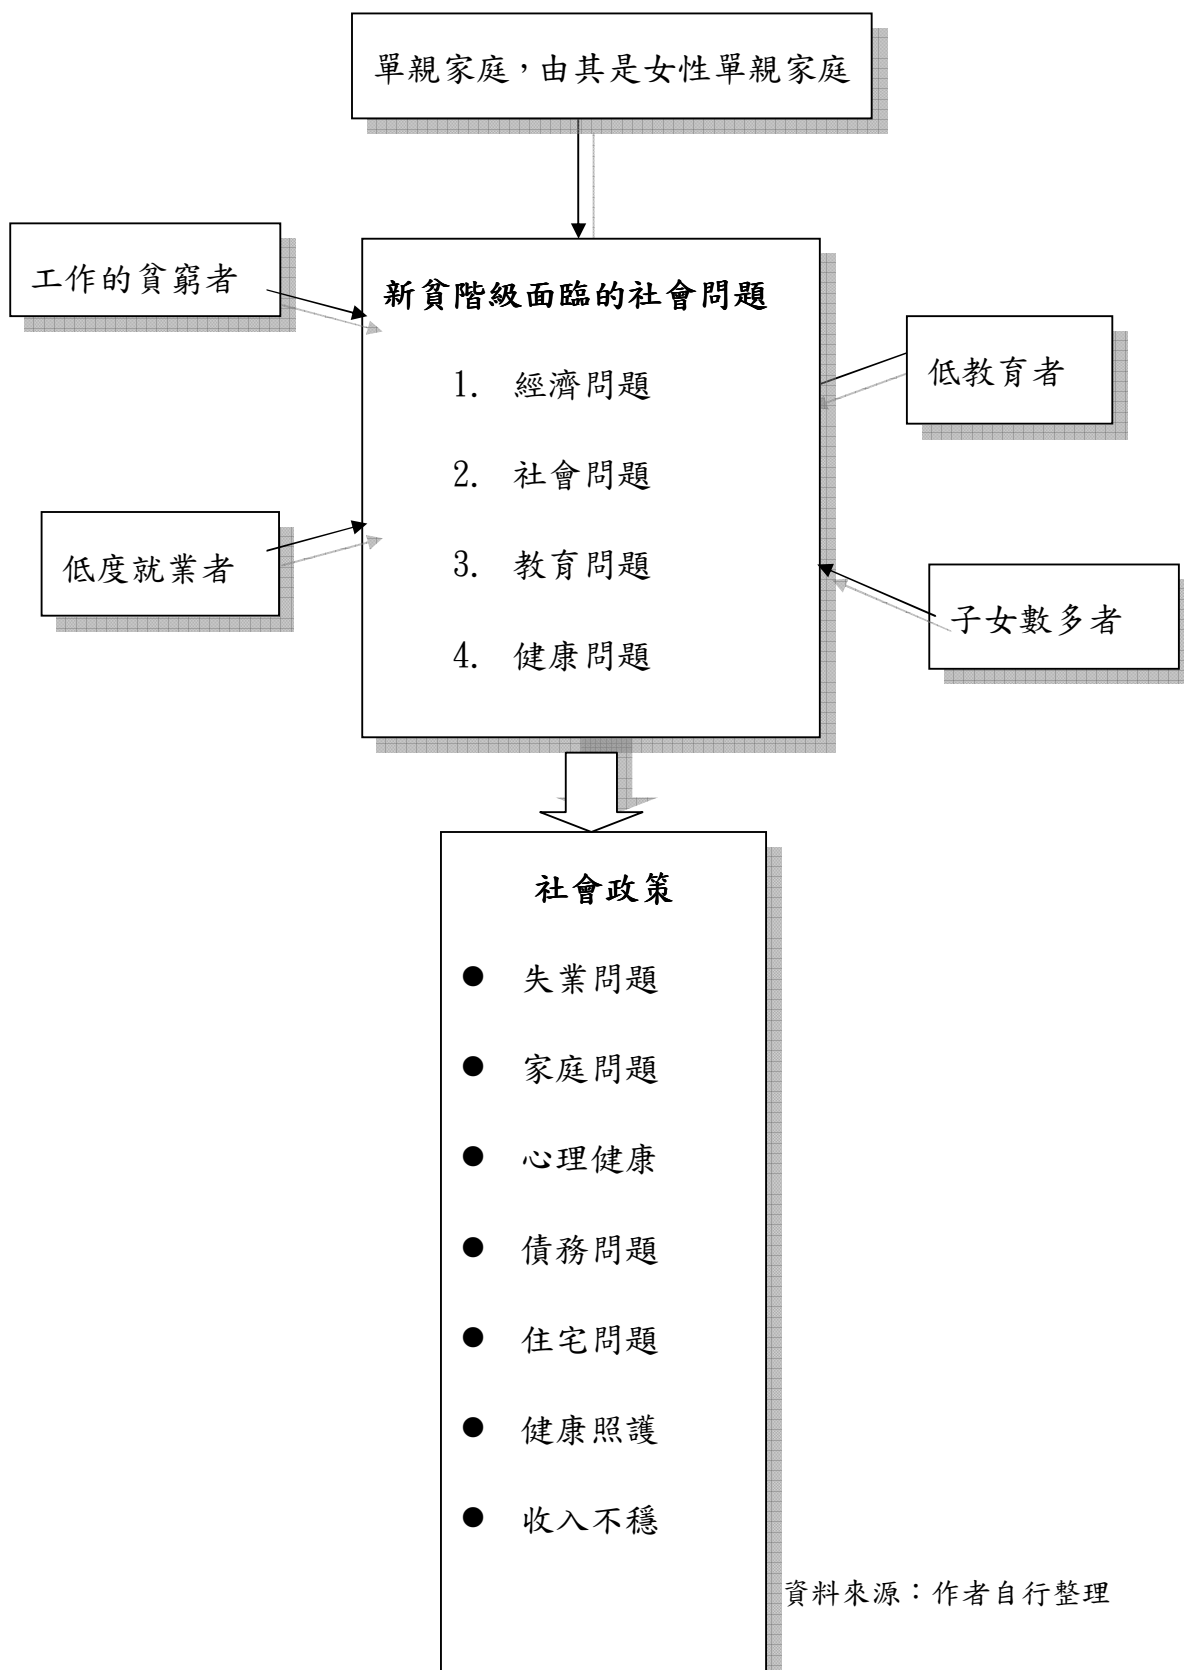 單親家庭，由其是女性單親家庭
工作的貧窮者
新貧階級面臨的社會問題
1. 經濟問題
2. 社會問題
3. 教育問題
4. 健康問題
低教育者
低度就業者
子女數多者
社會政策
● 失業問題
● 家庭問題
● 心理健康
● 債務問題
● 住宅問題
● 健康照護
● 收入不穩
資料來源：作者自行整理